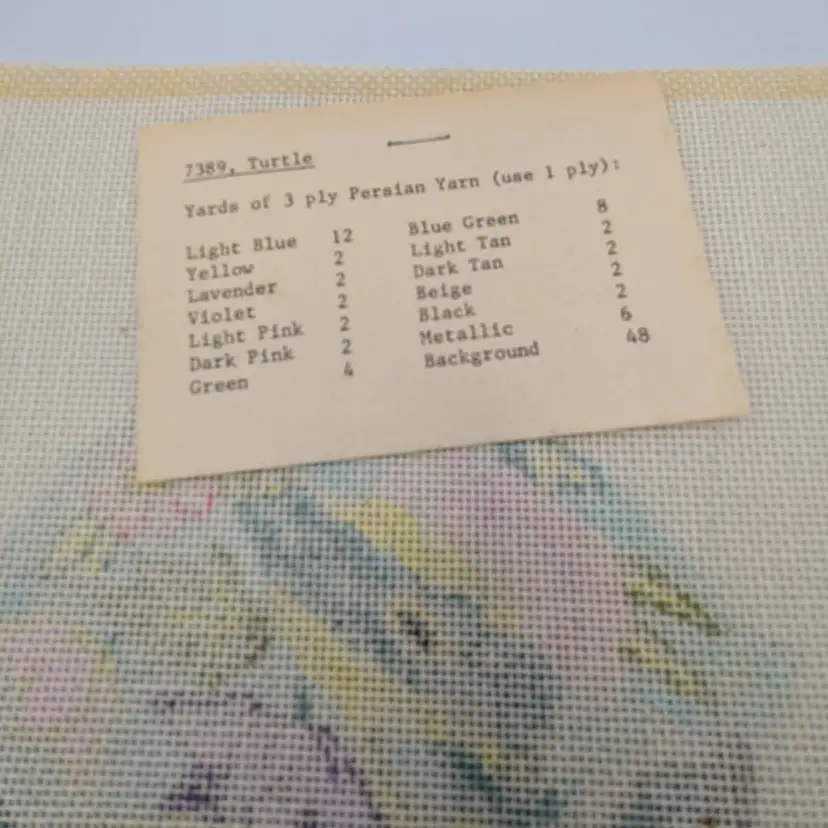 7389, Turtle
Yards of 3 ply Persian Yarn (use 1 ply):
Light Blue 12 Blue Green 8
Yellow 2 Light Tan 2
Lavender 2 Dark Tan 2
Violet 2 Beige 2
Light Pink 2 Black 2
Dark Pink 2 Metallic 6
Green 4 Background 48